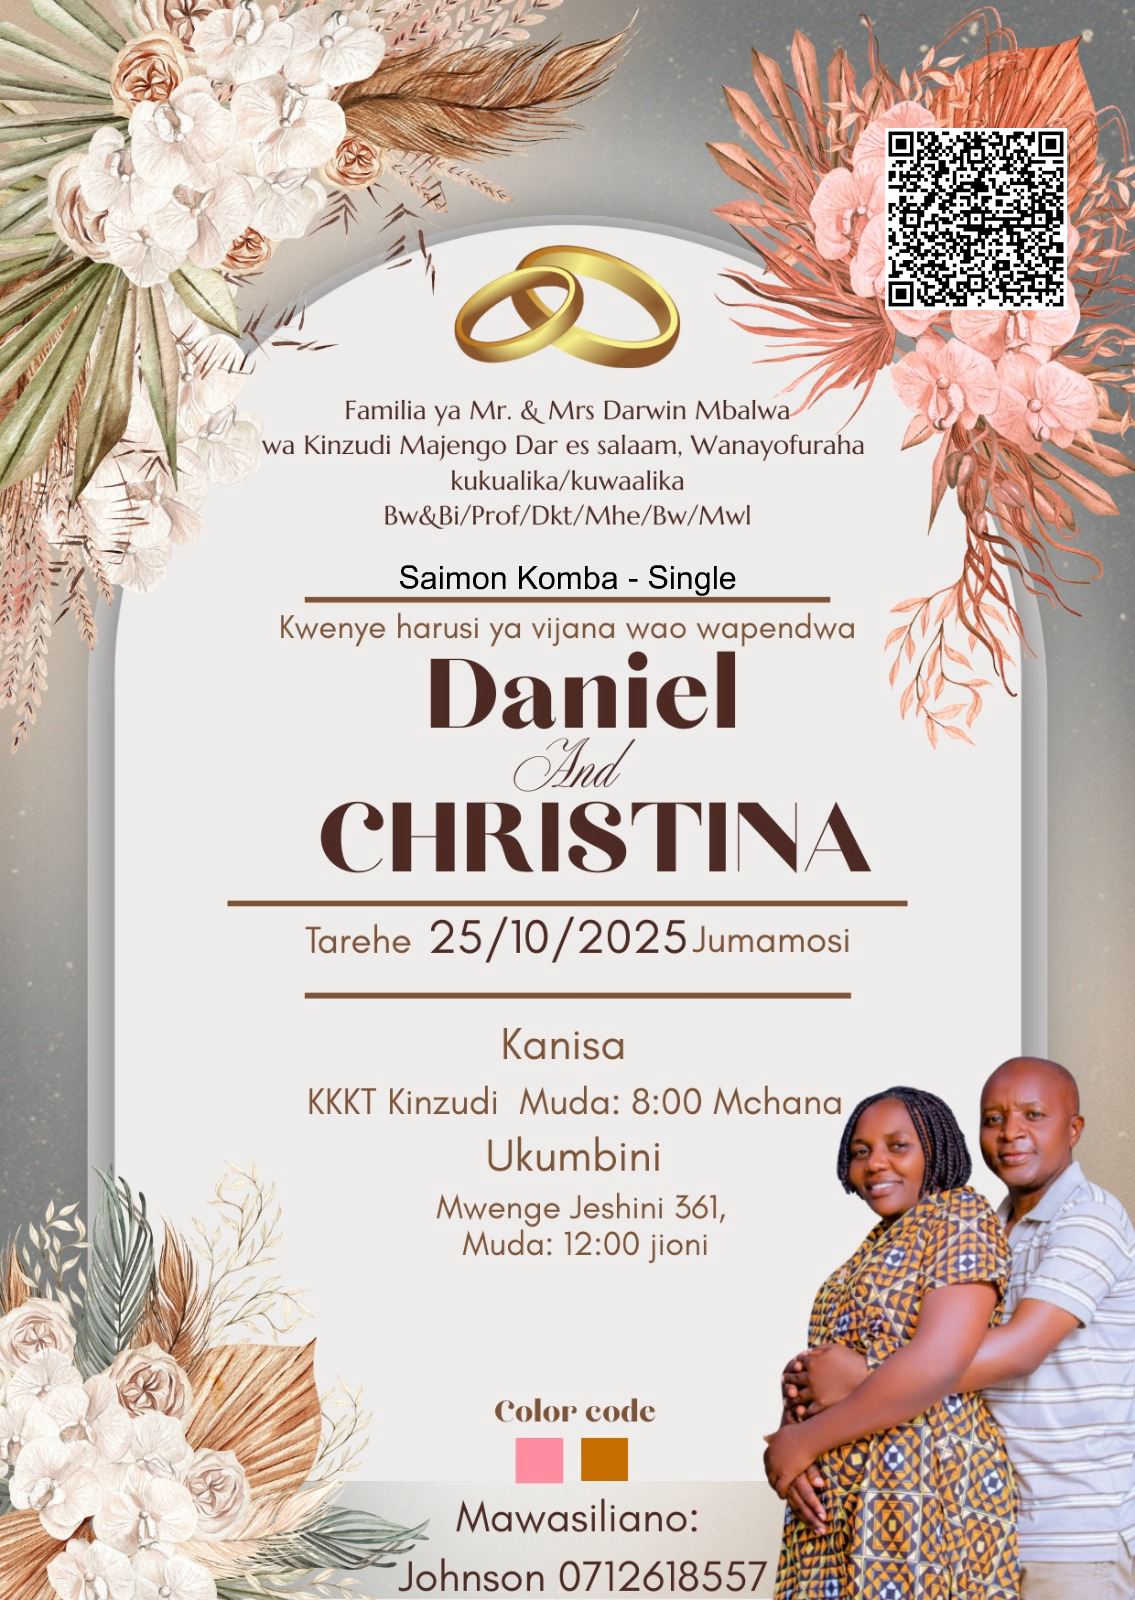 Familia ya Mr. & Mrs Darwin Mbalwa
wa Kinzudi Majengo Dar es salaam, Wanayofuraha
kukualika/kuwaalika
Bw&Bi/Prof/Dkt/Mhe/Bw/Mwl
Saimon Komba - Single
Kwenye harusi ya vijana wao wapendwa
Daniel
And
CHRISTINA
Tarehe 25/10/2025 Jumamosi
Kanisa
KKKT Kinzudi Muda: 8:00 Mchana
Ukumbini
Mwenge Jeshini 361,
Muda: 12:00 jioni
Color code
Mawasiliano:
Johnson 0712618557